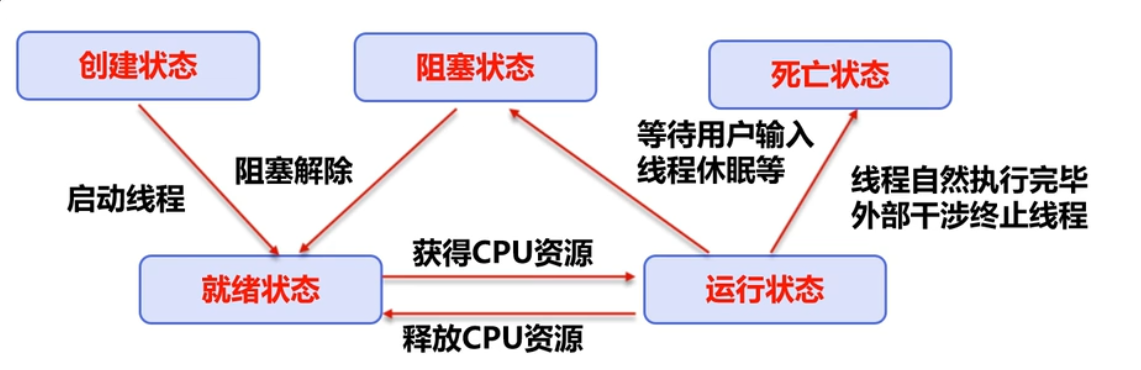 创建状态
阻塞状态
死亡状态
等待用户输入
线程休眠等
阻塞解除
启动线程
线程自然执行完毕
外部干涉终止线程
获得CPU资源
就绪状态
运行状态
释放CPU资源